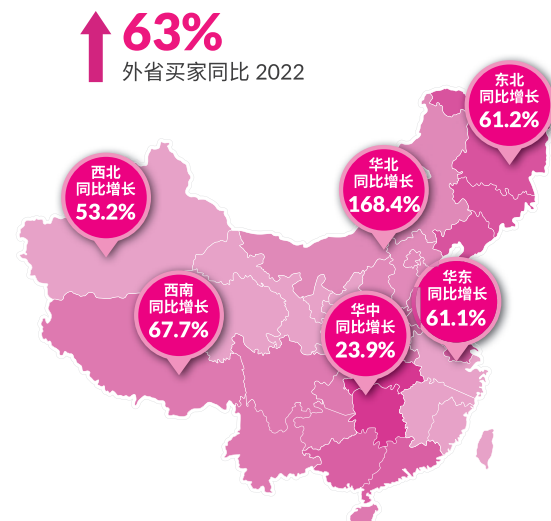 63%
外省买家同比 2022
东北
同比增长
61.2%
华北
同比增长
168.4%
西北
同比增长
53.2%
华东
同比增长
61.1%
西南
同比增长
67.7%
华中
同比增长
23.9%